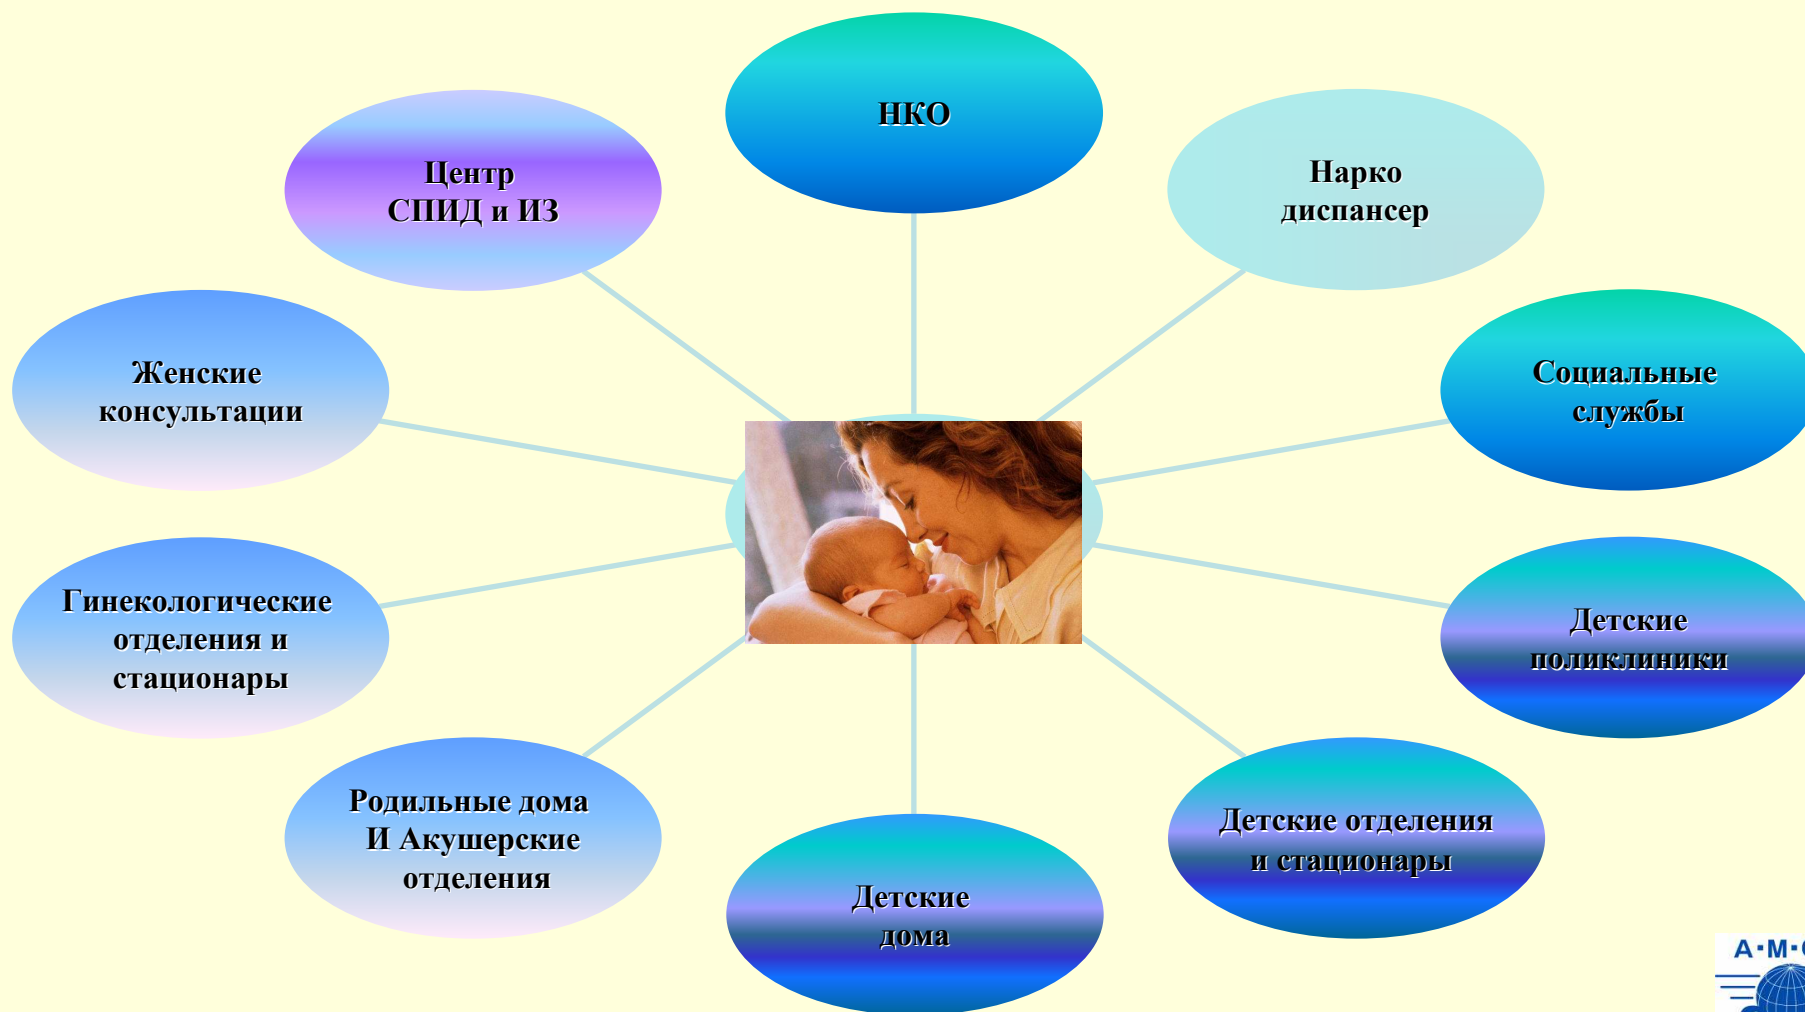 НКО
Нарко
диспансер
Социальные
службы
Детские
поликлиники
Детские отделения
и стационары
Детские
дома
Родильные дома
И Акушерские
отделения
Гинекологические
отделения и
стационары
Женские
консультации
Центр
СПИД и ИЗ
А·М·